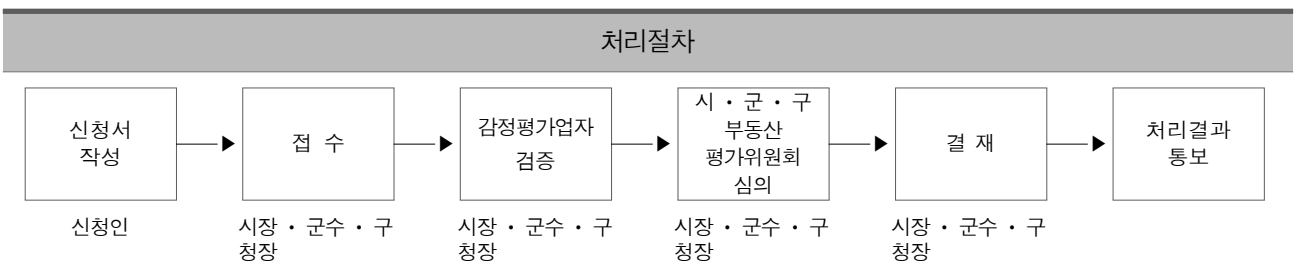 처리절차
신청서
작성
접 수
감정평가업자
검증
시 • 군 • 구
부동산
평가위원회
심의
결 재
처리결과
통보
신청인
시장 • 군수 • 구
청장
시장 • 군수 • 구
청장
시장 • 군수 • 구
청장
시장 • 군수 • 구
청장